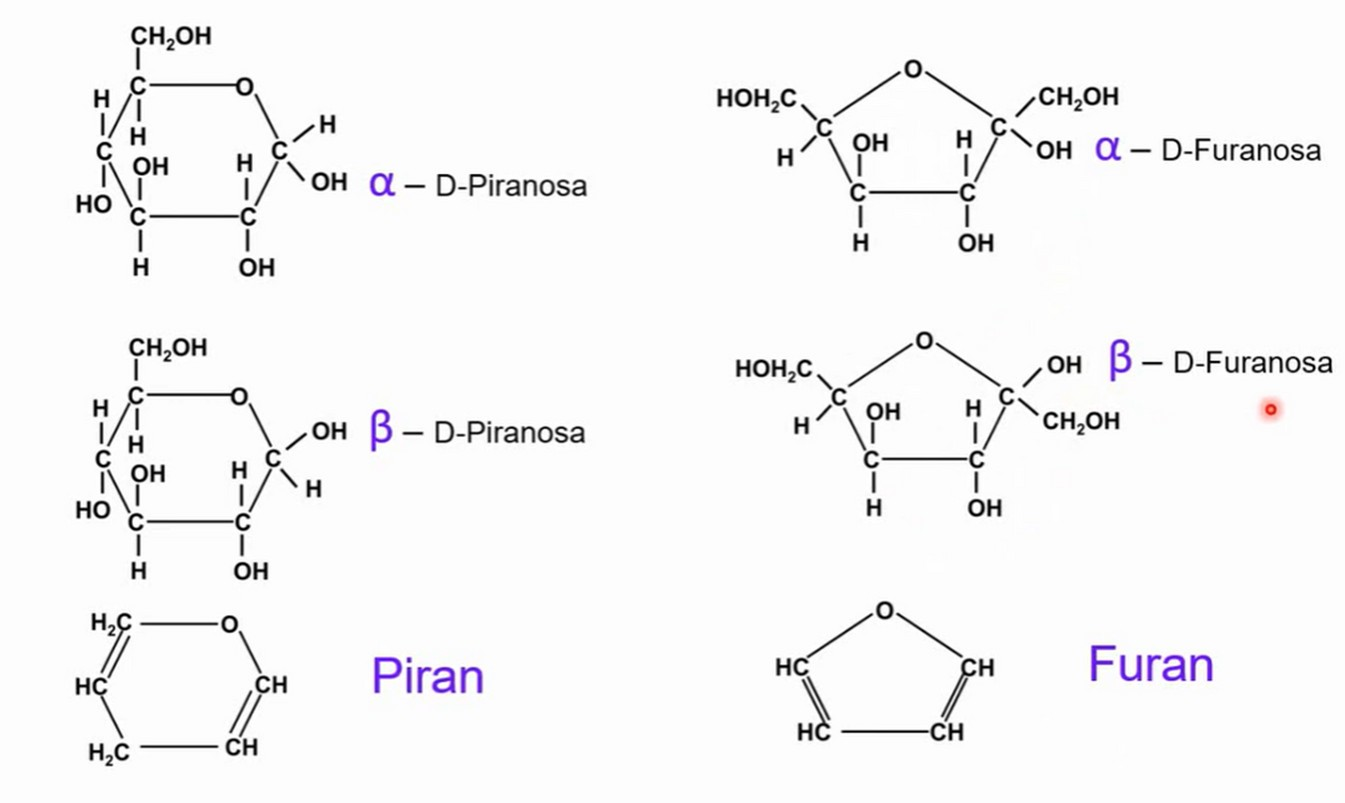 CH₂OH
C O
H H
H
C C
OH H OH α – D-Piranosa
HO
C C
H OH
O
HOH₂C CH₂OH
C C
OH H OH α – D-Furanosa
H
C C
H OH
CH₂OH
C O
H
H OH β – D-Piranosa
C C
OH H H
HO
C C
H OH
O
OH β – D-Furanosa
HOH₂C
C C
H OH H CH₂OH
C C
H OH
H₂C O
HC CH Piran
H₂C CH
O
HC CH Furan
HC CH